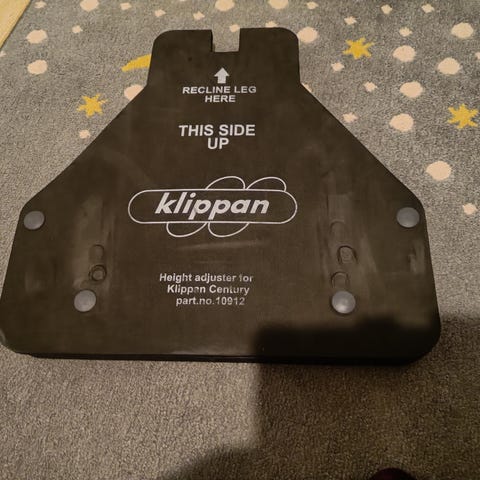 RECLINE LEG
HERE
THIS SIDE
UP
klippan
Height adjuster for
Klippan Century
part.no.10912